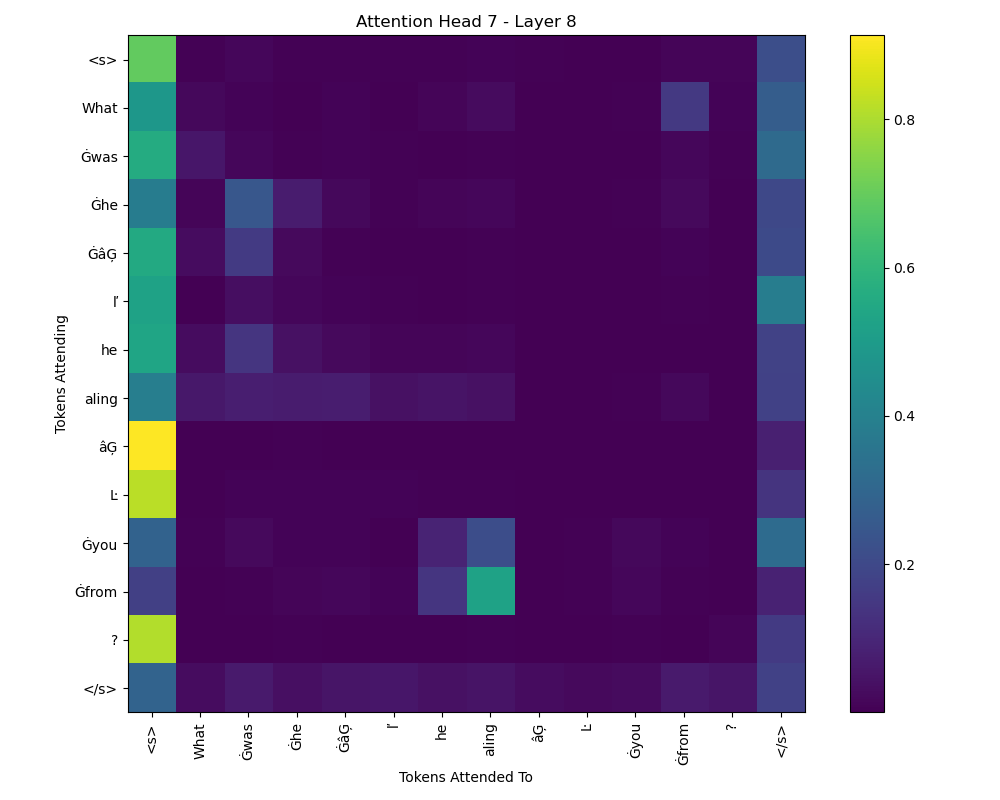 Attention Head 7 - Layer 8
<s>
What
Ġwas
Ġhe
ĠâĢ
ľ
he
aling
âĢ
Ŀ
Ġyou
Ġfrom
?
</s>
Tokens Attending
<s>
What
Ġwas
Ġhe
ĠâĢ
ľ
he
aling
âĢ
Ŀ
Ġyou
Ġfrom
?
</s>
Tokens Attended To
0.8
0.6
0.4
0.2